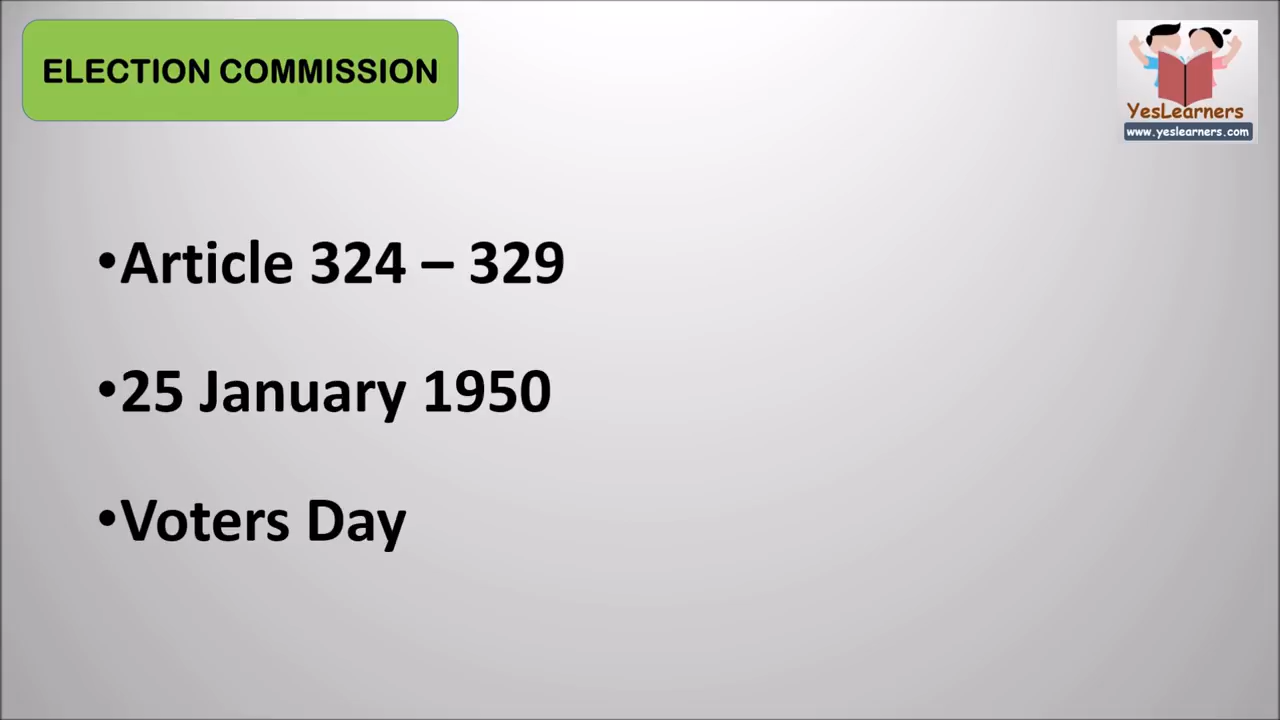 ELECTION COMMISSION
YesLearners
www.yeslearners.com
•Article 324 – 329
•25 January 1950
•Voters Day